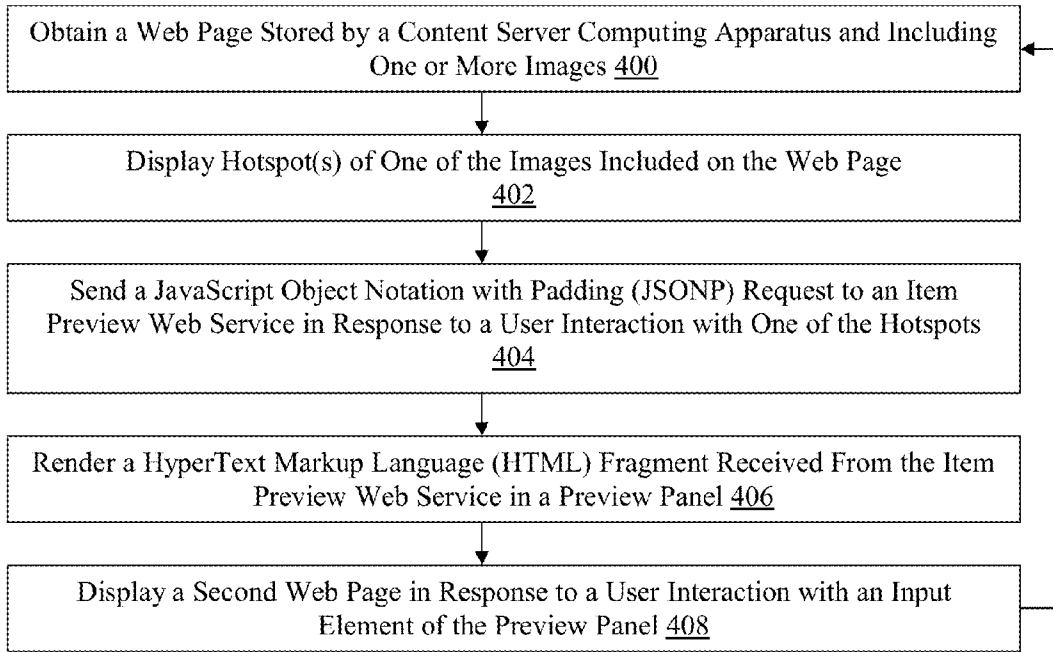 Obtain a Web Page Stored by a Content Server Computing Apparatus and Including
One or More Images 400
Display Hotspot(s) of One of the Images Included on the Web Page
402
Send a JavaScript Object Notation with Padding (JSONP) Request to an Item
Preview Web Service in Response to a User Interaction with One of the Hotspots
404
Render a HyperText Markup Language (HTML) Fragment Received From the Item
Preview Web Service in a Preview Panel 406
Display a Second Web Page in Response to a User Interaction with an Input
Element of the Preview Panel 408